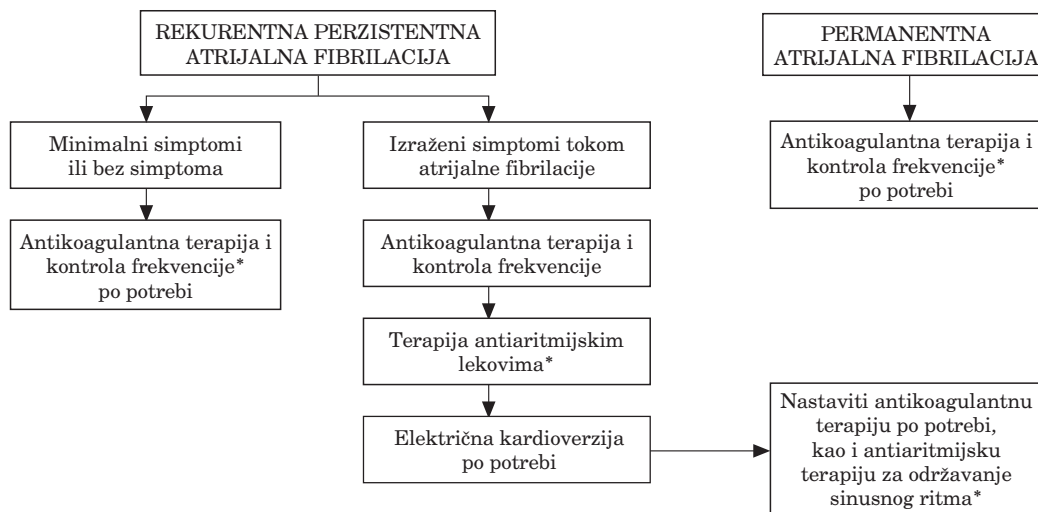 REKURENTNA PERZISTENTNA
ATRIJALNA FIBRILACIJA
Minimalni simptomi
ili bez simptoma
Antikoagulantna terapija i
kontrola frekvencije*
po potrebi
Izraženi simptomi tokom
atrijalne fibrilacije
Antikoagulantna terapija i
kontrola frekvencije
Terapija antiaritmijskim
lekovima*
Električna kardioverzija
po potrebi
Nastaviti antikoagulantnu
terapiju po potrebi,
kao i antiaritmijsku
terapiju za održavanje
sinusnog ritma*
PERMANENTNA
ATRIJALNA FIBRILACIJA
Antikoagulantna terapija i
kontrola frekvencije*
po potrebi